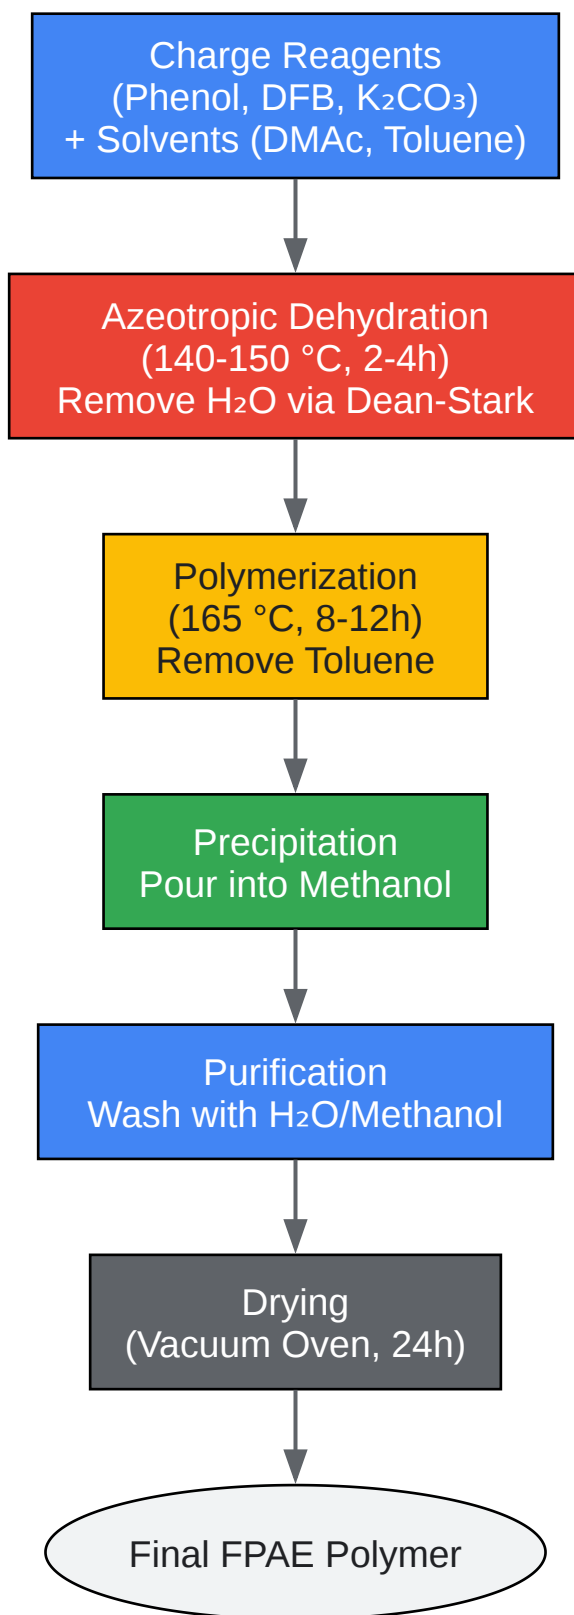 Charge Reagents
(Phenol, DFB, K₂CO₃)
+ Solvents (DMAc, Toluene)
Azeotropic Dehydration
(140-150 °C, 2-4h)
Remove H₂O via Dean-Stark
Polymerization
(165 °C, 8-12h)
Remove Toluene
Precipitation
Pour into Methanol
Purification
Wash with H₂O/Methanol
Drying
(Vacuum Oven, 24h)
Final FPAE Polymer